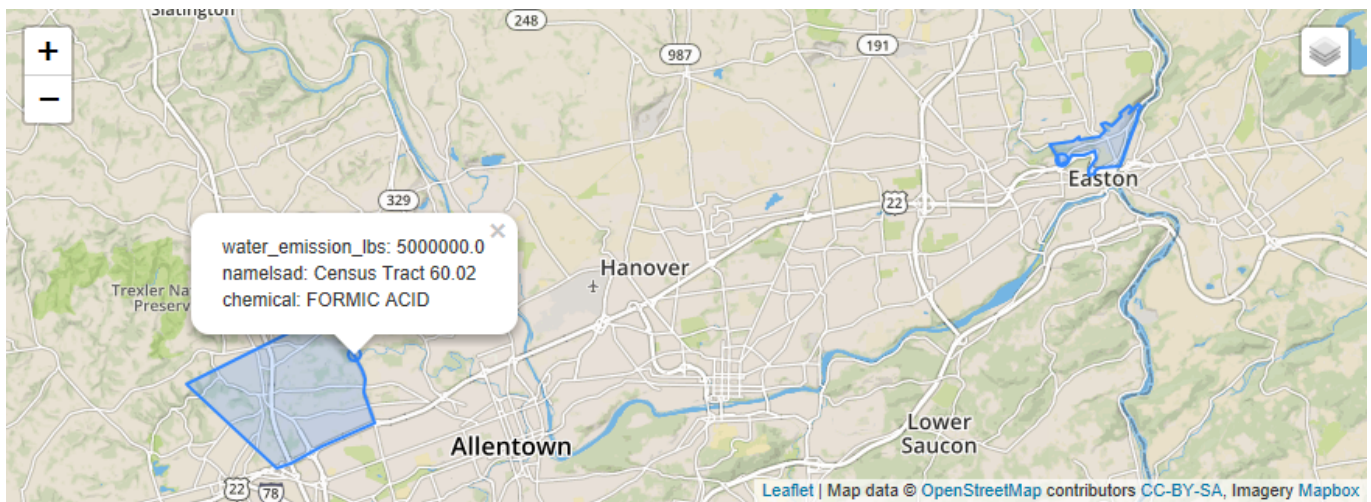 Slatington
248
987
191
+
−
329
22
Easton
×
water_emission_lbs: 5000000.0
namelsad: Census Tract 60.02
chemical: FORMIC ACID
Hanover
Trexler Na
Preserv
Allentown
Lower
Saucon
22
78
Leaflet | Map data © OpenStreetMap contributors CC-BY-SA, Imagery Mapbox